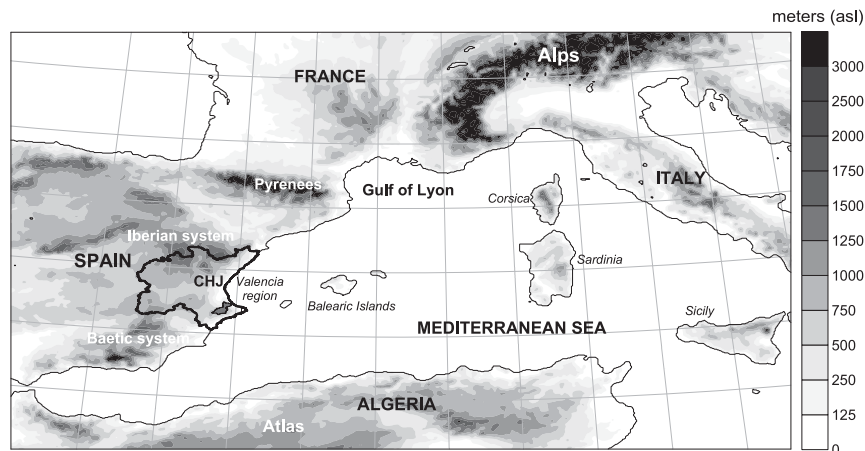 meters (asl)
Alps
FRANCE
3000
2500
2000
1750
1500
1250
1000
750
500
250
125
0
Pyrenees
Gulf of Lyon
ITALY
Corsica
Iberian system
SPAIN
CHJ
Valencia
region
Sardinia
Balearic Islands
Sicily
MEDITERRANEAN SEA
Baetic system
ALGERIA
Atlas